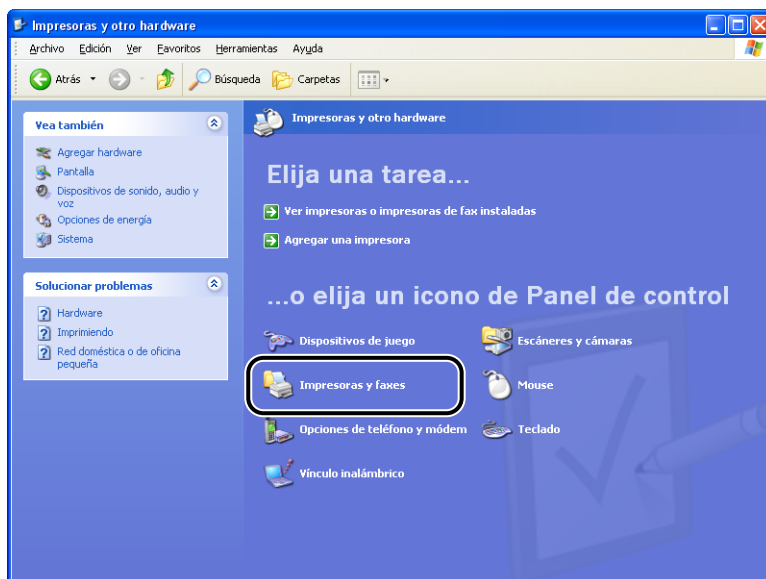 Impresoras y otro hardware
Archivo Edición Ver Favoritos Herramientas Ayuda
Atrás Búsqueda Carpetas
Vea también
Agregar hardware
Pantalla
Dispositivos de sonido, audio y
voz
Opciones de energía
Sistema
Solucionar problemas
Hardware
Imprimiendo
Red doméstica o de oficina
pequeña
Impresoras y otro hardware
Elija una tarea...
Ver impresoras o impresoras de fax instaladas
Agregar una impresora
...o elija un icono de Panel de control
Dispositivos de juego Escáneres y cámaras
Impresoras y faxes Mouse
Opciones de teléfono y módem Teclado
Vínculo inalámbrico